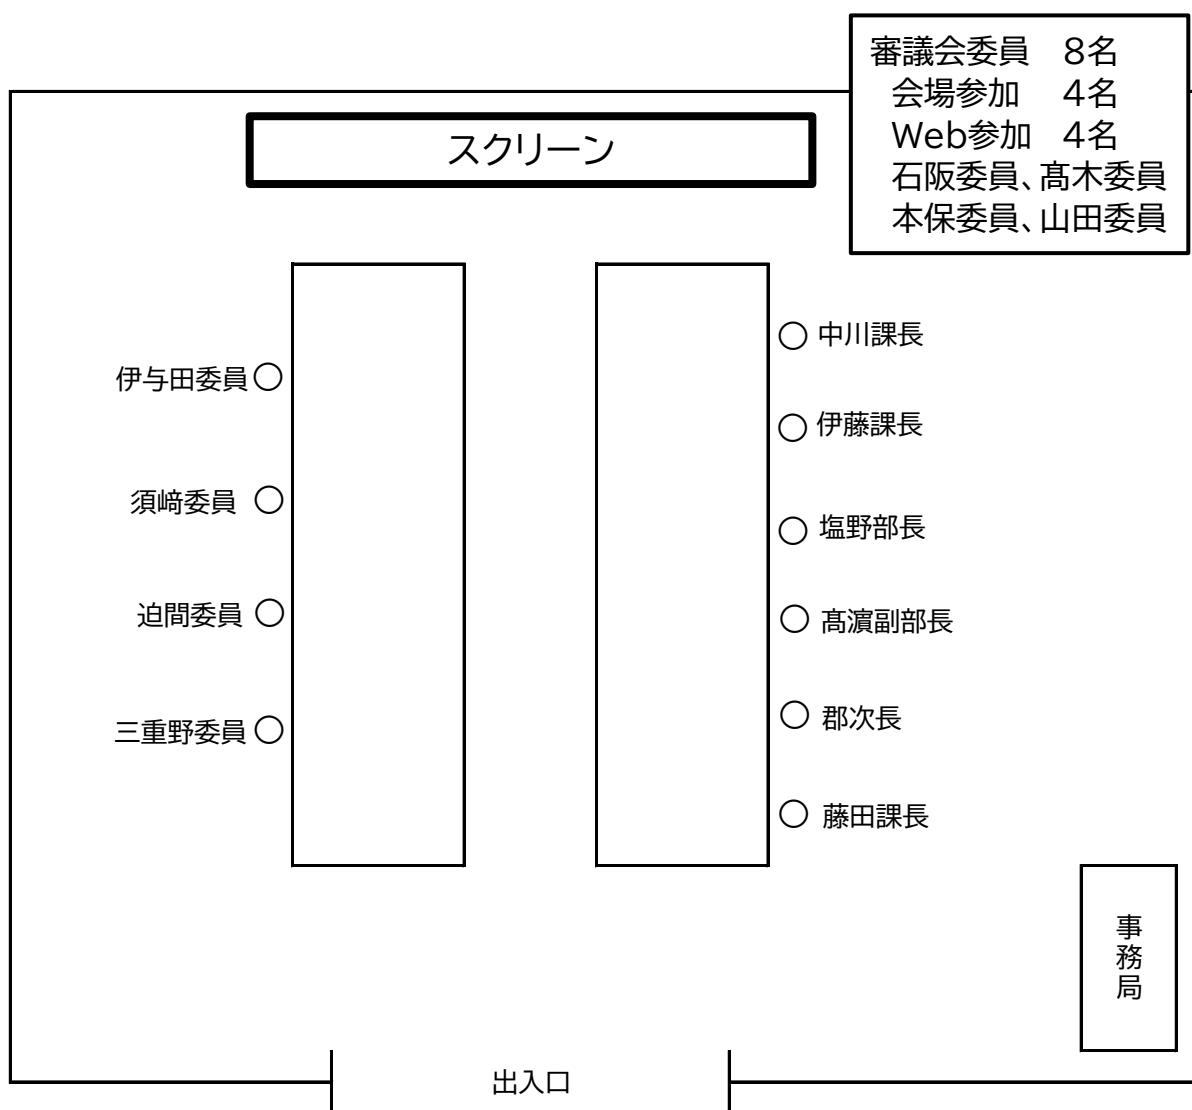 審議会委員　8名
会場参加　4名
Web参加　4名
石阪委員、髙木委員
本保委員、山田委員
スクリーン
伊与田委員
須﨑委員
迫間委員
三重野委員
中川課長
伊藤課長
塩野部長
髙濵副部長
郡次長
藤田課長
事務局
出入口